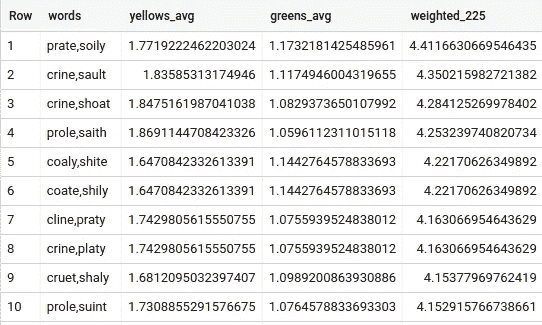 Row words yellows_avg greens_avg weighted_225
1 prate,soily 1.7719222462203024 1.1732181425485961 4.4116630669546435
2 crine,sault 1.83585313174946 1.1174946004319655 4.350215982721382
3 crine,shoat 1.8475161987041038 1.0829373650107992 4.284125269978402
4 prole,saith 1.8691144708423326 1.0596112311015118 4.253239740820734
5 coaly,shite 1.6470842332613391 1.1442764578833693 4.22170626349892
6 coate,shily 1.6470842332613391 1.1442764578833693 4.22170626349892
7 cline,praty 1.7429805615550755 1.0755939524838012 4.163066954643629
8 crine,platy 1.7429805615550755 1.0755939524838012 4.163066954643629
9 cruet,shaly 1.6812095032397407 1.0989200863930886 4.15377969762419
10 prole,suint 1.7308855291576675 1.0764578833693303 4.152915766738661